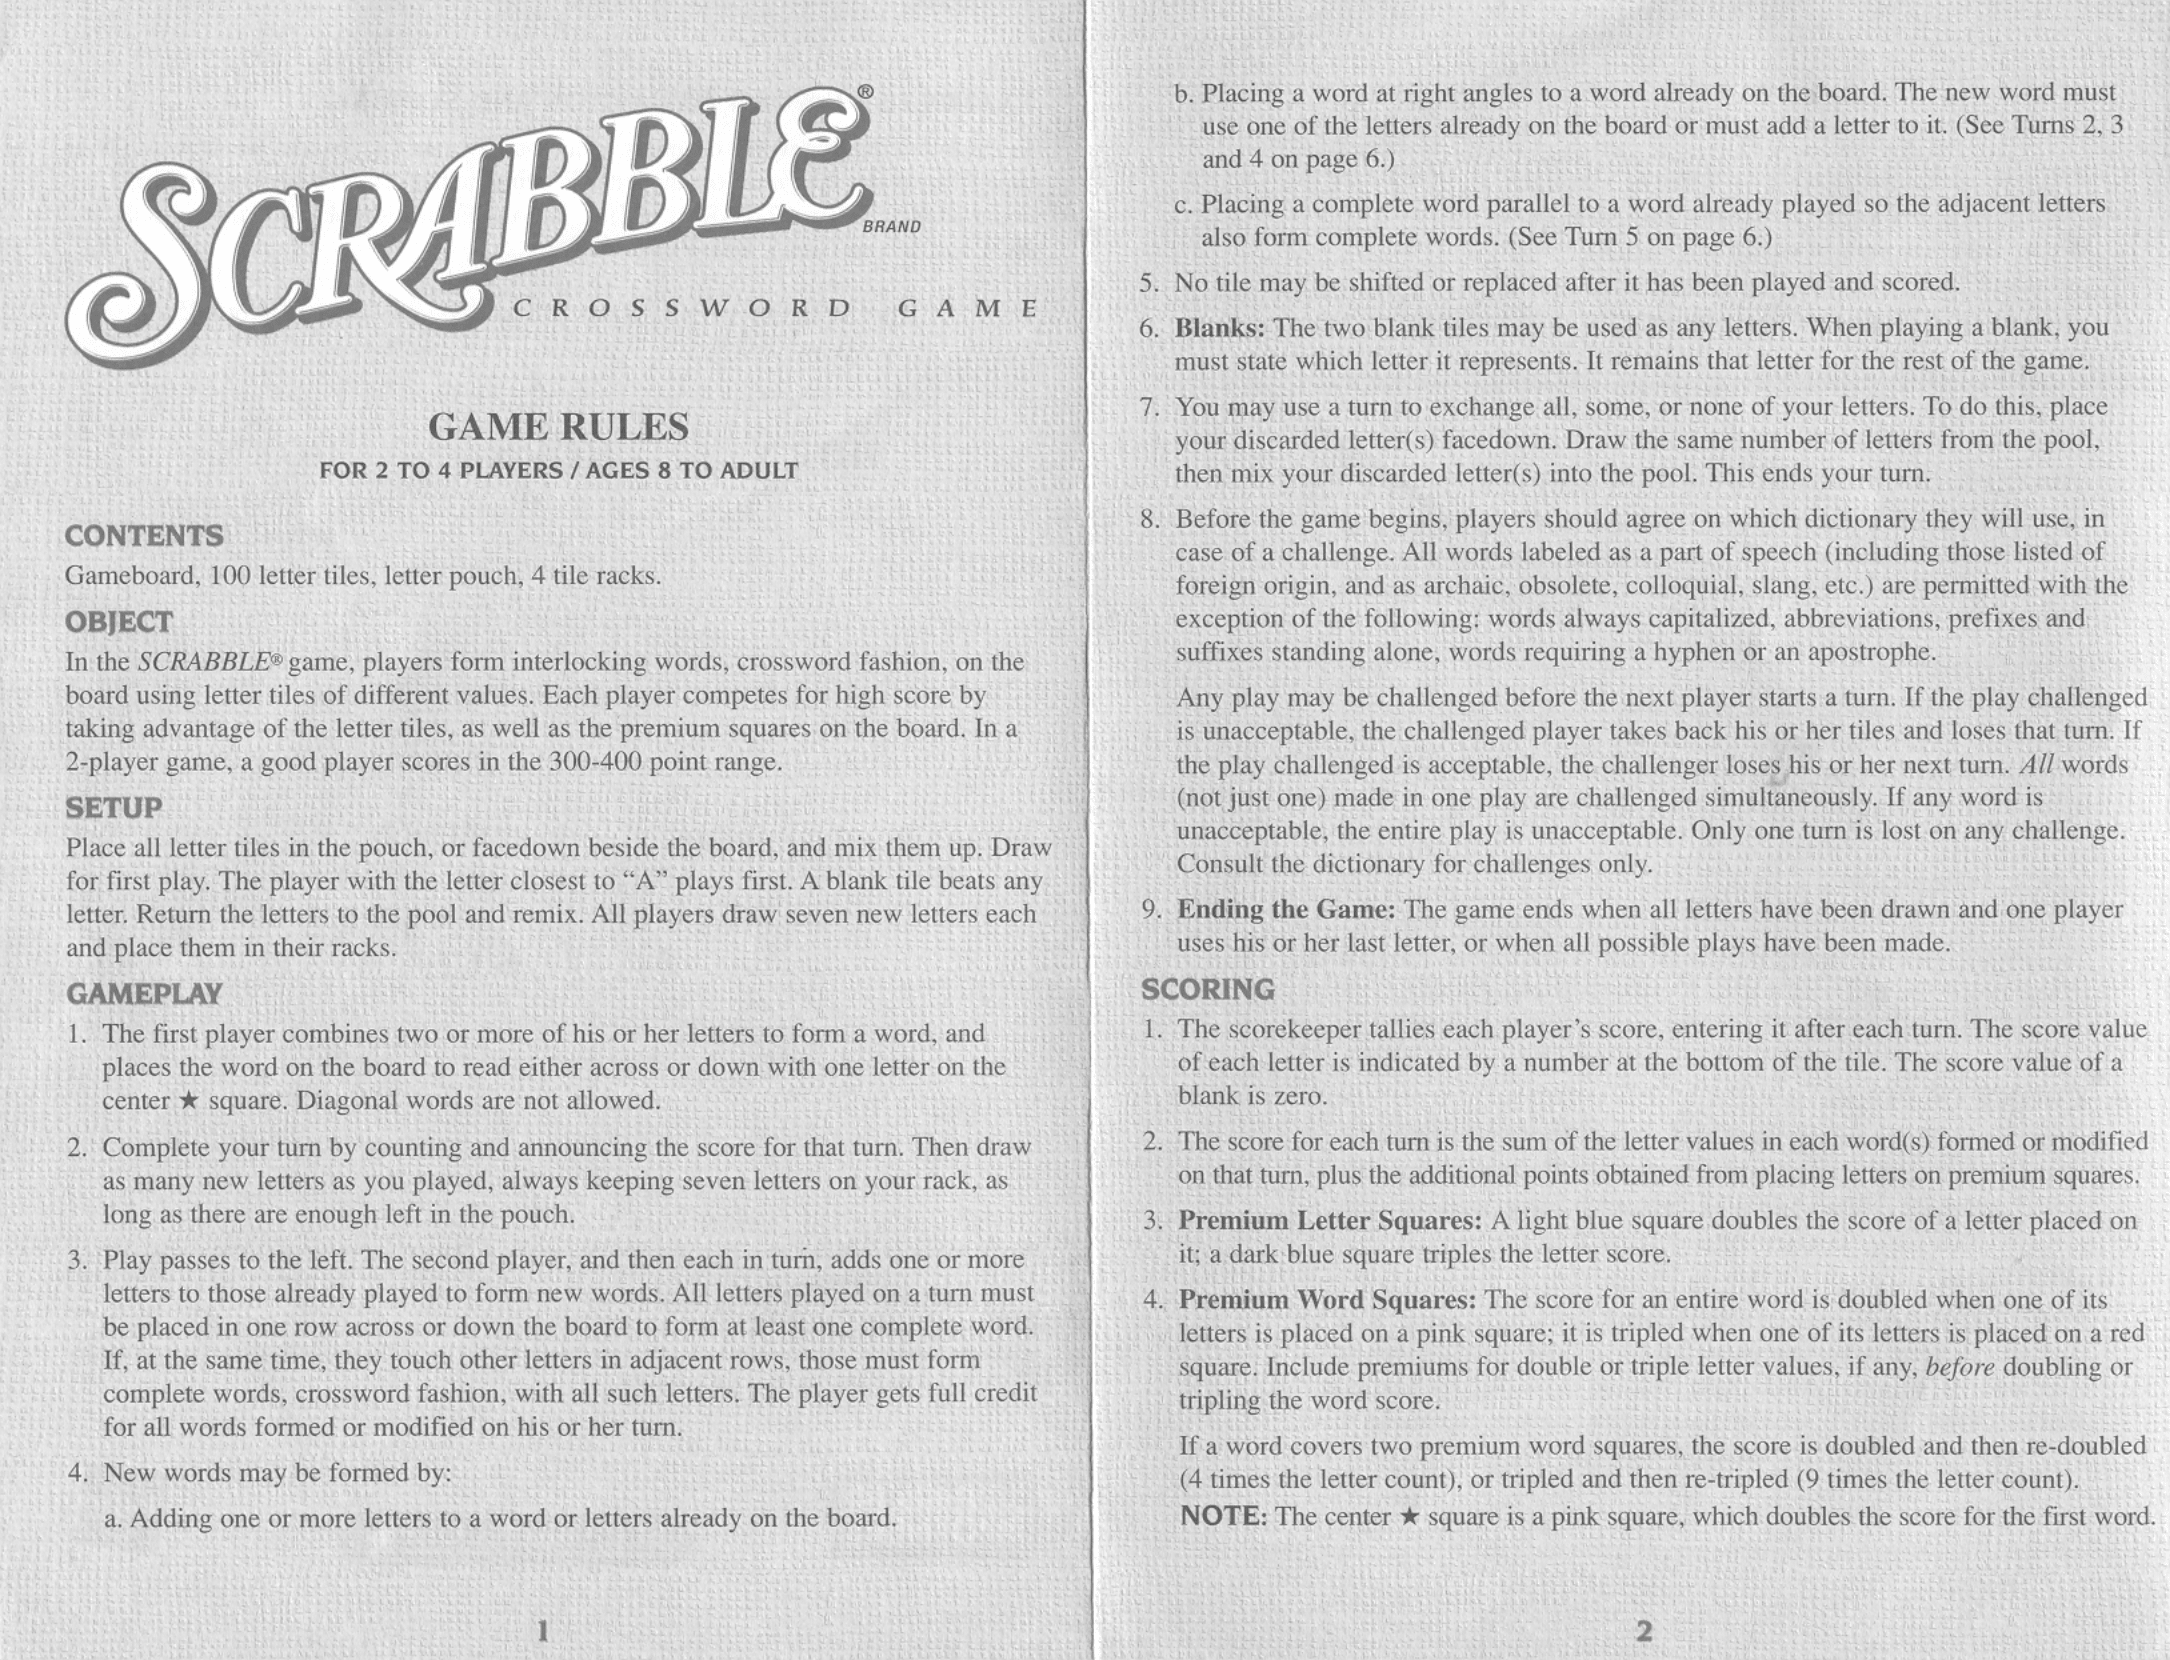 SCRABBLE®
BRAND
CROSSWORD GAME
GAME RULES
FOR 2 TO 4 PLAYERS / AGES 8 TO ADULT
CONTENTS
Gameboard, 100 letter tiles, letter pouch, 4 tile racks.
OBJECT
In the SCRABBLE® game, players form interlocking words, crossword fashion, on the
board using letter tiles of different values. Each player competes for high score by
taking advantage of the letter tiles, as well as the premium squares on the board. In a
2-player game, a good player scores in the 300-400 point range.
SETUP
Place all letter tiles in the pouch, or facedown beside the board, and mix them up. Draw
for first play. The player with the letter closest to “A” plays first. A blank tile beats any
letter. Return the letters to the pool and remix. All players draw seven new letters each
and place them in their racks.
GAMEPLAY
1. The first player combines two or more of his or her letters to form a word, and
places the word on the board to read either across or down with one letter on the
center ★ square. Diagonal words are not allowed.
2. Complete your turn by counting and announcing the score for that turn. Then draw
as many new letters as you played, always keeping seven letters on your rack, as
long as there are enough left in the pouch.
3. Play passes to the left. The second player, and then each in turn, adds one or more
letters to those already played to form new words. All letters played on a turn must
be placed in one row across or down the board to form at least one complete word.
If, at the same time, they touch other letters in adjacent rows, those must form
complete words, crossword fashion, with all such letters. The player gets full credit
for all words formed or modified on his or her turn.
4. New words may be formed by:
a. Adding one or more letters to a word or letters already on the board.
1
b. Placing a word at right angles to a word already on the board. The new word must
use one of the letters already on the board or must add a letter to it. (See Turns 2, 3
and 4 on page 6.)
c. Placing a complete word parallel to a word already played so the adjacent letters
also form complete words. (See Turn 5 on page 6.)
5. No tile may be shifted or replaced after it has been played and scored.
6. Blanks: The two blank tiles may be used as any letters. When playing a blank, you
must state which letter it represents. It remains that letter for the rest of the game.
7. You may use a turn to exchange all, some, or none of your letters. To do this, place
your discarded letter(s) facedown. Draw the same number of letters from the pool,
then mix your discarded letter(s) into the pool. This ends your turn.
8. Before the game begins, players should agree on which dictionary they will use, in
case of a challenge. All words labeled as a part of speech (including those listed of
foreign origin, and as archaic, obsolete, colloquial, slang, etc.) are permitted with the
exception of the following: words always capitalized, abbreviations, prefixes and
suffixes standing alone, words requiring a hyphen or an apostrophe.
Any play may be challenged before the next player starts a turn. If the play challenged
is unacceptable, the challenged player takes back his or her tiles and loses that turn. If
the play challenged is acceptable, the challenger loses his or her next turn. All words
(not just one) made in one play are challenged simultaneously. If any word is
unacceptable, the entire play is unacceptable. Only one turn is lost on any challenge.
Consult the dictionary for challenges only.
9. Ending the Game: The game ends when all letters have been drawn and one player
uses his or her last letter, or when all possible plays have been made.
SCORING
1. The scorekeeper tallies each player’s score, entering it after each turn. The score value
of each letter is indicated by a number at the bottom of the tile. The score value of a
blank is zero.
2. The score for each turn is the sum of the letter values in each word(s) formed or modified
on that turn, plus the additional points obtained from placing letters on premium squares.
3. Premium Letter Squares: A light blue square doubles the score of a letter placed on
it; a dark blue square triples the letter score.
4. Premium Word Squares: The score for an entire word is doubled when one of its
letters is placed on a pink square; it is tripled when one of its letters is placed on a red
square. Include premiums for double or triple letter values, if any, before doubling or
tripling the word score.
If a word covers two premium word squares, the score is doubled and then re-doubled
(4 times the letter count), or tripled and then re-tripled (9 times the letter count).
NOTE: The center ★ square is a pink square, which doubles the score for the first word.
2